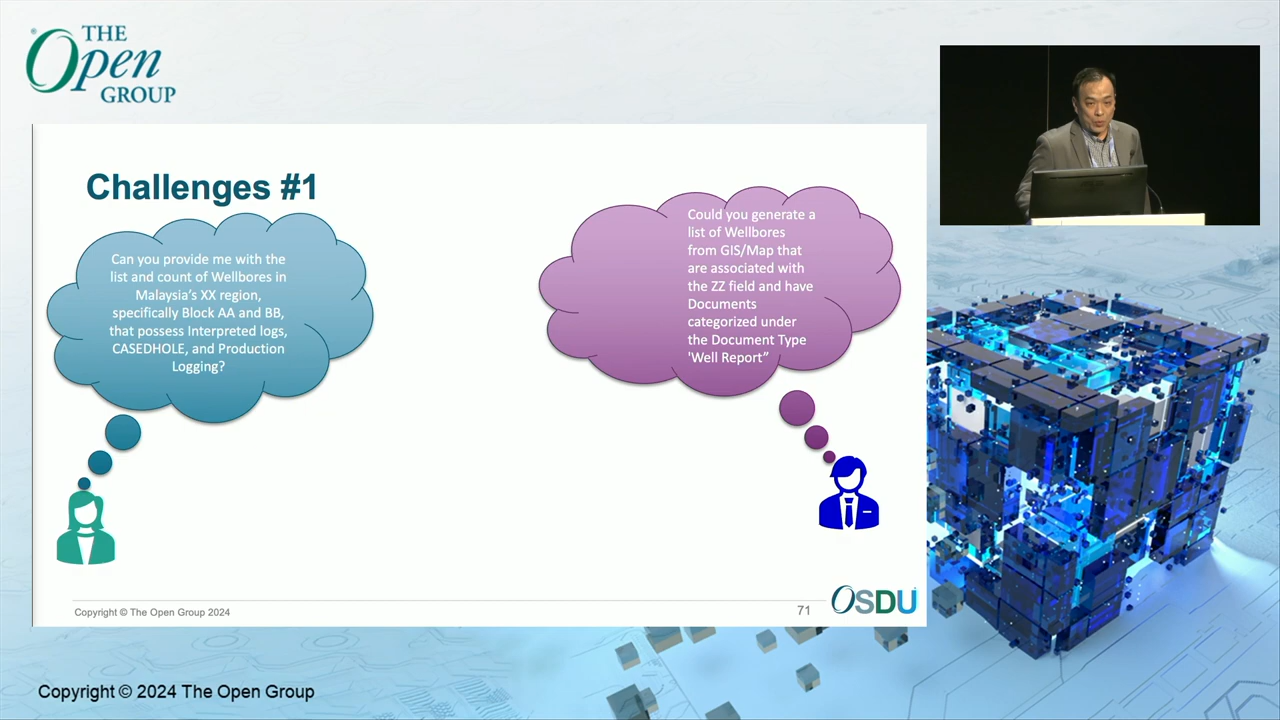 THE
Open
GROUP
Challenges #1
Can you provide me with the
list and count of Wellbores in
Malaysia's XX region,
specifically Block AA and BB,
that possess Interpreted logs,
CASEDHOLE, and Production
Logging?
Could you generate a
list of Wellbores
from GIS/Map that
are associated with
the ZZ field and have
Documents
categorized under
the Document Type
'Well Report”
Copyright © The Open Group 2024
71
OSDU
Copyright © 2024 The Open Group